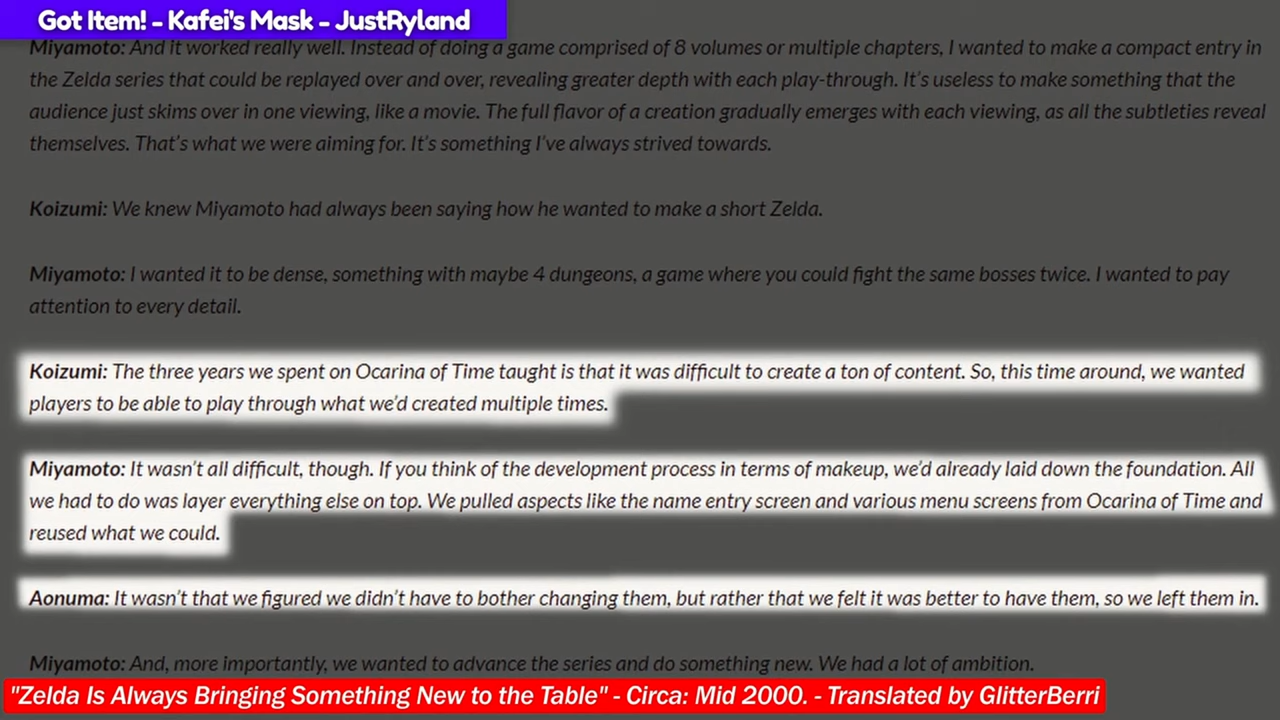 Got Item! - Kafei's Mask - JustRyland
Miyamoto: And it worked really well. Instead of doing a game comprised of 8 volumes or multiple chapters, I wanted to make a compact entry in
the Zelda series that could be replayed over and over, revealing greater depth with each play-through. It's useless to make something that the
audience just skims over in one viewing, like a movie. The full flavor of a creation gradually emerges with each viewing, as all the subtleties reveal
themselves. That's what we were aiming for. It's something I've always strived towards.
Koizumi: We knew Miyamoto had always been saying how he wanted to make a short Zelda.
Miyamoto: I wanted it to be dense, something with maybe 4 dungeons, a game where you could fight the same bosses twice. I wanted to pay
attention to every detail.
Koizumi: The three years we spent on Ocarina of Time taught is that it was difficult to create a ton of content. So, this time around, we wanted
players to be able to play through what we'd created multiple times.
Miyamoto: It wasn't all difficult, though. If you think of the development process in terms of makeup, we'd already laid down the foundation. All
we had to do was layer everything else on top. We pulled aspects like the name entry screen and various menu screens from Ocarina of Time and
reused what we could.
Aonuma: It wasn't that we figured we didn't have to bother changing them, but rather that we felt it was better to have them, so we left them in.
Miyamoto: And, more importantly, we wanted to advance the series and do something new. We had a lot of ambition.
"Zelda Is Always Bringing Something New to the Table" - Circa: Mid 2000. - Translated by GlitterBerri